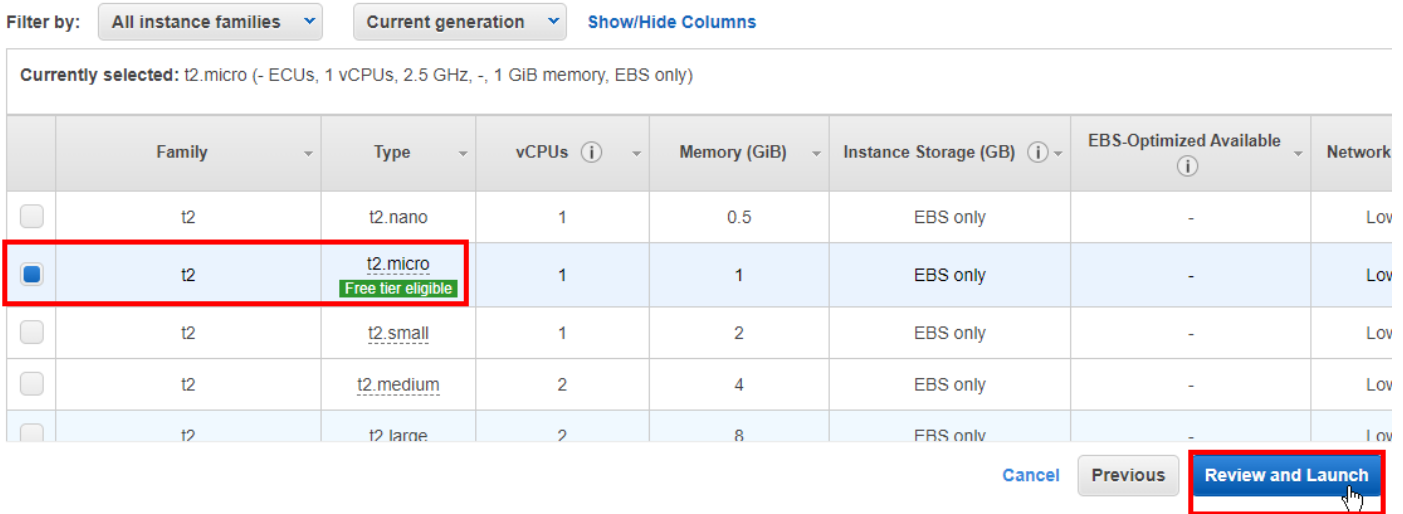 Filter by: All instance families Current generation Show/Hide Columns
Currently selected: t2.micro (- ECUs, 1 vCPUs, 2.5 GHz, -, 1 GiB memory, EBS only)
Family Type vCPUs i Memory (GiB) Instance Storage (GB) i EBS-Optimized Available i Network
t2 t2.nano 1 0.5 EBS only - Low
t2 t2.micro 1 1 EBS only - Low
Free tier eligible
t2 t2.small 1 2 EBS only - Low
t2 t2.medium 2 4 EBS only - Low
t2 t2.large 2 8 EBS only - Low
Cancel Previous Review and Launch